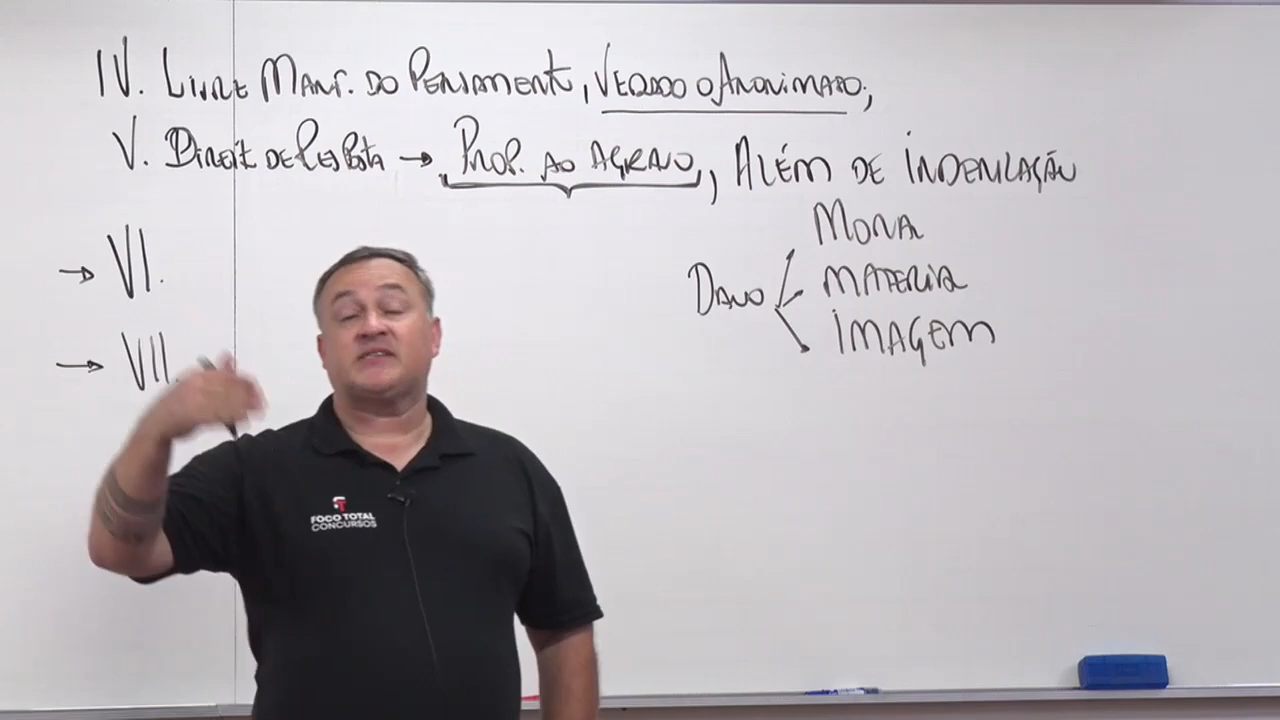 IV. LIVRE MANF. DO PENSAMENTO, VEDADO O ANONIMATO;
V. DIREITO DE RESPOSTA → PROP. AO AGRAVO, ALÉM DE INDENIZAÇÃO
MORAL
DANO MATERIAL
IMAGEM
→ VI.
→ VII.
FOCO TOTAL
CONCURSOS